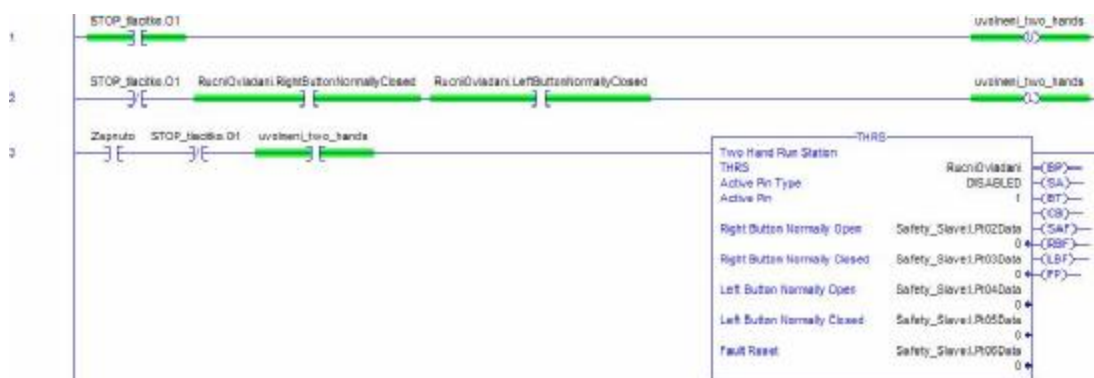 STOP_tlacitko.O1 uvolneni_two_hands
1
U
STOP_tlacitko.O1 RucniOvladani.RightButtonNormallyClosed RucniOvladani.LeftButtonNormallyClosed uvolneni_two_hands
2
L
Zapnuto STOP_tlacitko.O1 uvolneni_two_hands
3
THRS
Two Hand Run Station
THRS RucniOvladani
Active Pin Type DISABLED
Active Pin 1
Right Button Normally Open Safety_Slave:I.Pt02Data
0
Right Button Normally Closed Safety_Slave:I.Pt03Data
0
Left Button Normally Open Safety_Slave:I.Pt04Data
0
Left Button Normally Closed Safety_Slave:I.Pt05Data
0
Fault Reset Safety_Slave:I.Pt06Data
0
(BP)
(SA)
(BT)
(CB)
(SAF)
(RBF)
(LBF)
(FP)